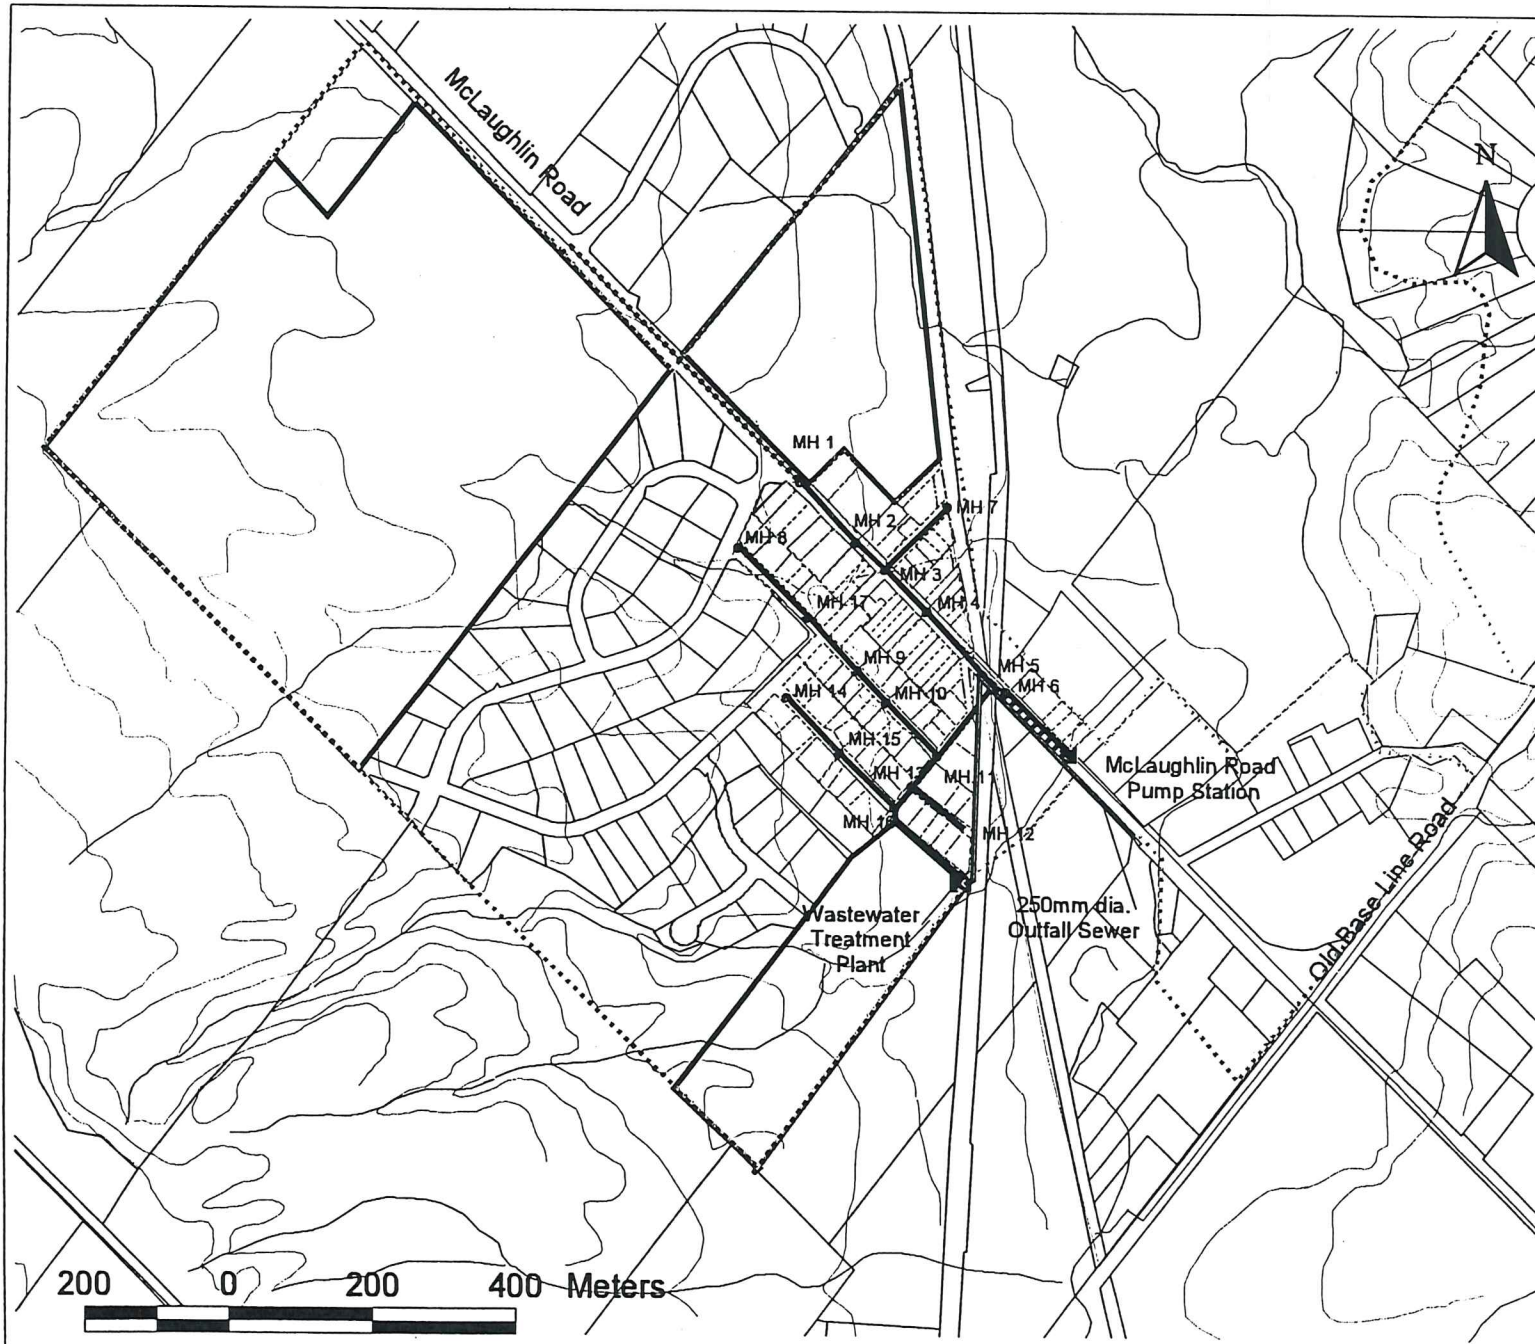 McLaughlin Road
N
MH 1
MH 2
MH 7
MH 8
MH 3
MH 4
MH 17
MH 9
MH 5
MH 6
MH 14
MH 10
MH 15
MH 13
MH 11
McLaughlin Road
Pump Station
MH 16
MH 12
Wastewater
Treatment
Plant
250mm dia.
Outfall Sewer
Old Base Line Road
200 0 200 400 Meters